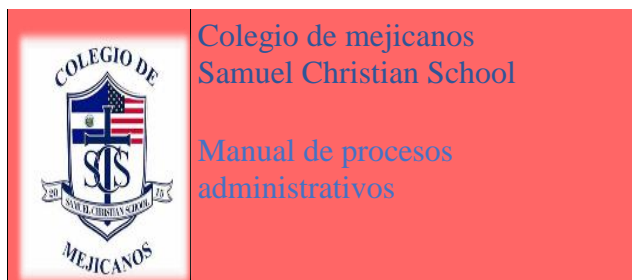 COLEGIO DE
SCS
20 15
SAMUEL CHRISTIAN SCHOOL
MEJICANOS
Colegio de mejicanos
Samuel Christian School
Manual de procesos
administrativos